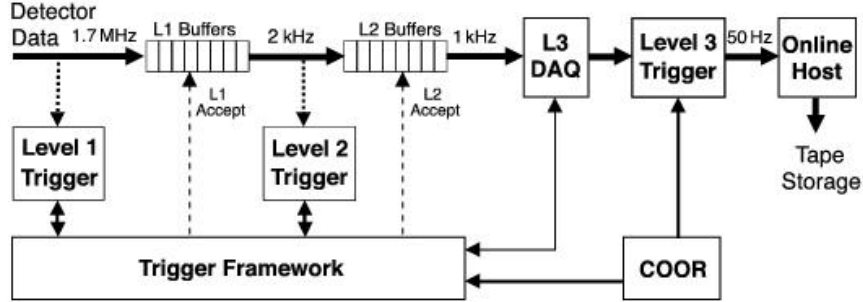 Detector
Data
1.7 MHz
L1 Buffers
2 kHz
L2 Buffers
1 kHz
L3
DAQ
Level 3
Trigger
50 Hz
Online
Host
L1
Accept
L2
Accept
Level 1
Trigger
Level 2
Trigger
Tape
Storage
Trigger Framework
COOR